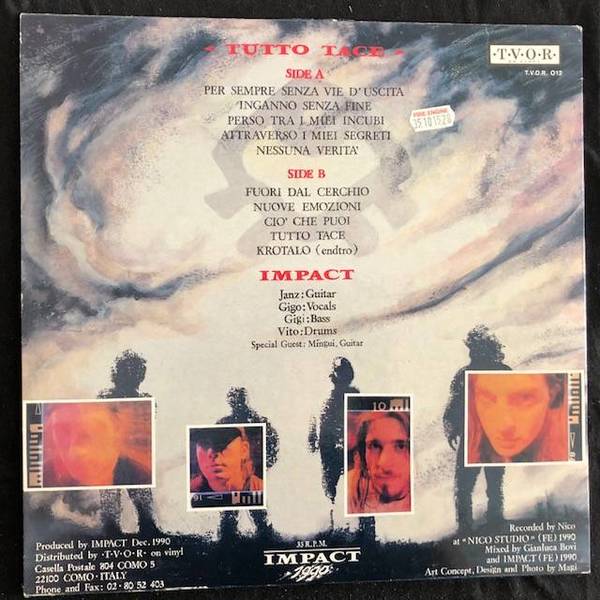 - TUTTO TACE -
·T·V·O·R·
T.V.O.R. 012
SIDE A
PER SEMPRE SENZA VIE D'USCITA
INGANNO SENZA FINE
PERSO TRA I MIEI INCUBI
ATTRAVERSO I MIEI SEGRETI
NESSUNA VERITA'
FIRE ENGINE
SIDE B
FUORI DAL CERCHIO
NUOVE EMOZIONI
CIO' CHE PUOI
TUTTO TACE
KROTALO (endtro)
IMPACT
Janz: Guitar
Gigo: Vocals
Gigi: Bass
Vito: Drums
Special Guest: Mingui, Guitar
10
16
Produced by IMPACT Dec. 1990
Distributed by ·T·V·O·R· on vinyl
Casella Postale 804 COMO 5
22100 COMO - ITALY
Phone and Fax: 02-80 52 403
33 R.P.M.
IMPACT
1990
Recorded by Nico
at "NICO STUDIO" (FE) 1990
Mixed by Gianluca Bovi
and IMPACT (FE) 1990
Art Concept, Design and Photo by Magi